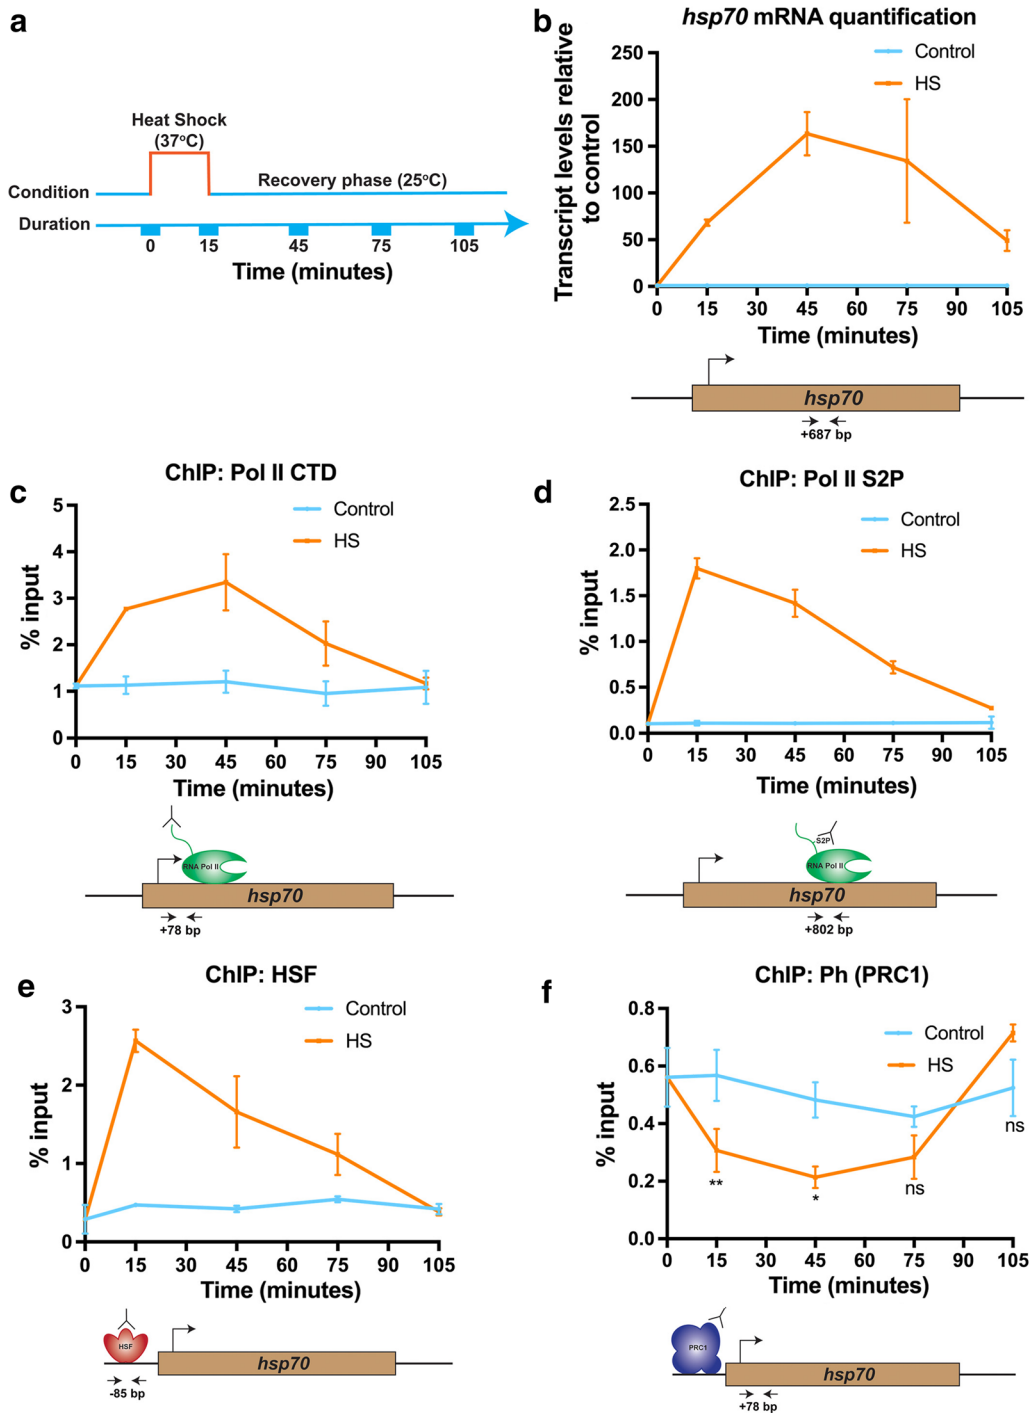 a
Heat Shock
(37°C)
Condition
Recovery phase (25°C)
Duration
0 15 45 75 105
Time (minutes)
b
hsp70 mRNA quantification
Transcript levels relative
to control
Control
HS
250
200
150
100
50
0
0 15 30 45 60 75 90 105
Time (minutes)
hsp70
+687 bp
c
ChIP: Pol II CTD
Control
HS
% input
5
4
3
2
1
0
0 15 30 45 60 75 90 105
Time (minutes)
RNA Pol II
hsp70
+78 bp
d
ChIP: Pol II S2P
Control
HS
% input
2.5
2.0
1.5
1.0
0.5
0.0
0 15 30 45 60 75 90 105
Time (minutes)
S2P
RNA Pol II
hsp70
+802 bp
e
ChIP: HSF
Control
HS
% input
3
2
1
0
0 15 30 45 60 75 90 105
Time (minutes)
HSF
hsp70
-85 bp
f
ChIP: Ph (PRC1)
Control
HS
% input
0.8
0.6
0.4
0.2
0.0
**
*
ns
ns
0 15 30 45 60 75 90 105
Time (minutes)
PRC1
hsp70
+78 bp